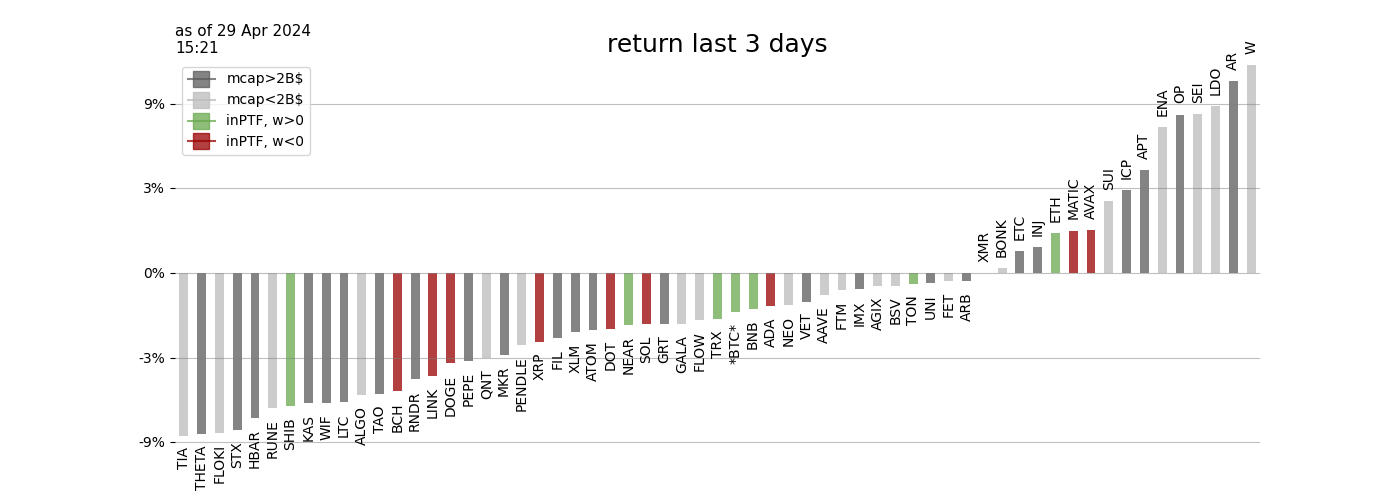 as of 29 Apr 2024
15:21
return last 3 days
mcap>2B$
mcap<2B$
inPTF, w>0
inPTF, w<0
9%
3%
0%
-3%
-9%
TIA
THETA
FLOKI
STX
HBAR
RUNE
SHIB
KAS
WIF
LTC
ALGO
TAO
BCH
RNDR
LINK
DOGE
PEPE
QNT
MKR
PENDLE
XRP
FIL
XLM
ATOM
DOT
NEAR
SOL
GRT
GALA
FLOW
TRX
*BTC*
BNB
ADA
NEO
VET
AAVE
FTM
IMX
AGIX
BSV
TON
UNI
FET
ARB
XMR
BONK
ETC
INJ
ETH
MATIC
AVAX
SUI
ICP
APT
ENA
OP
SEI
LDO
AR
W